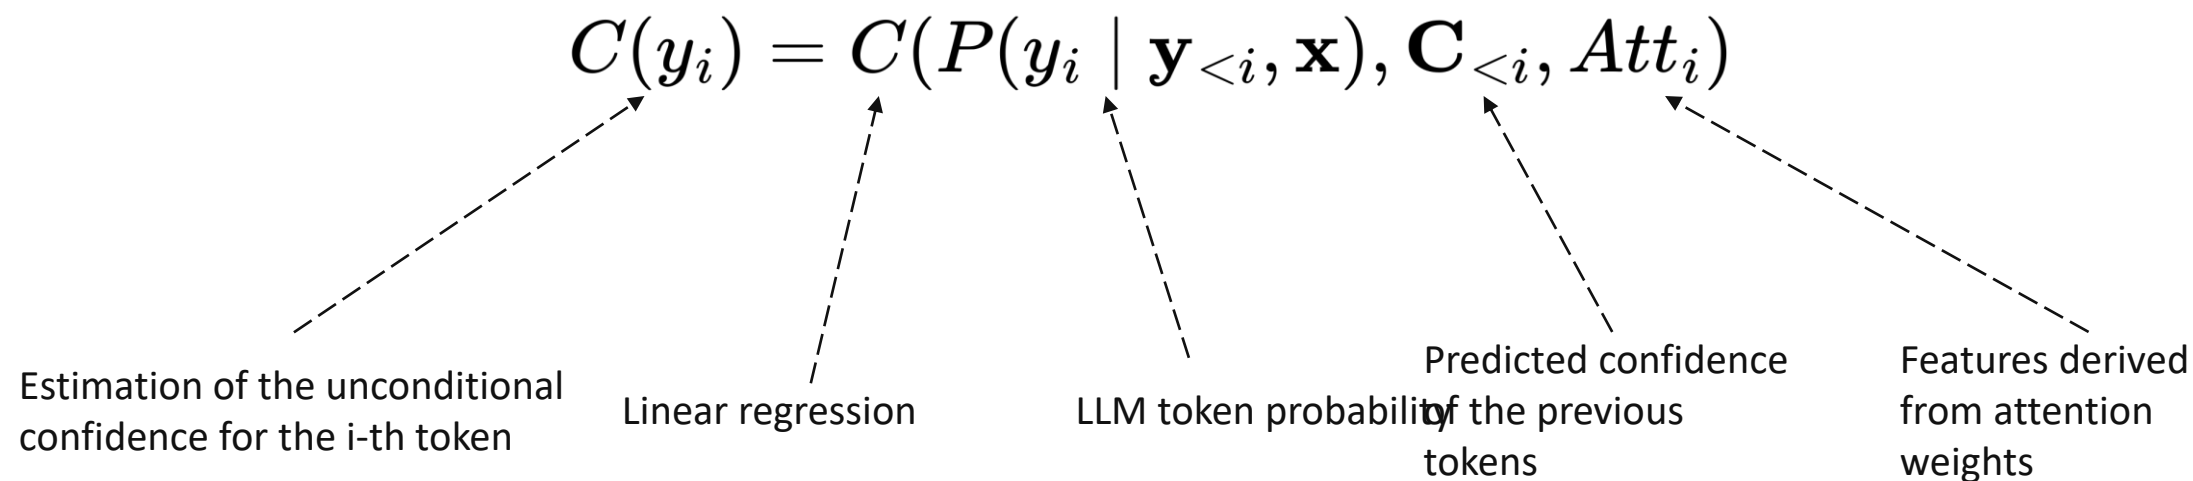 C(y_i) = C(P(y_i | y_{<i}, x), C_{<i}, Att_i)
Estimation of the unconditional
confidence for the i-th token
Linear regression
LLM token probability
Predicted confidence
of the previous
tokens
Features derived
from attention
weights